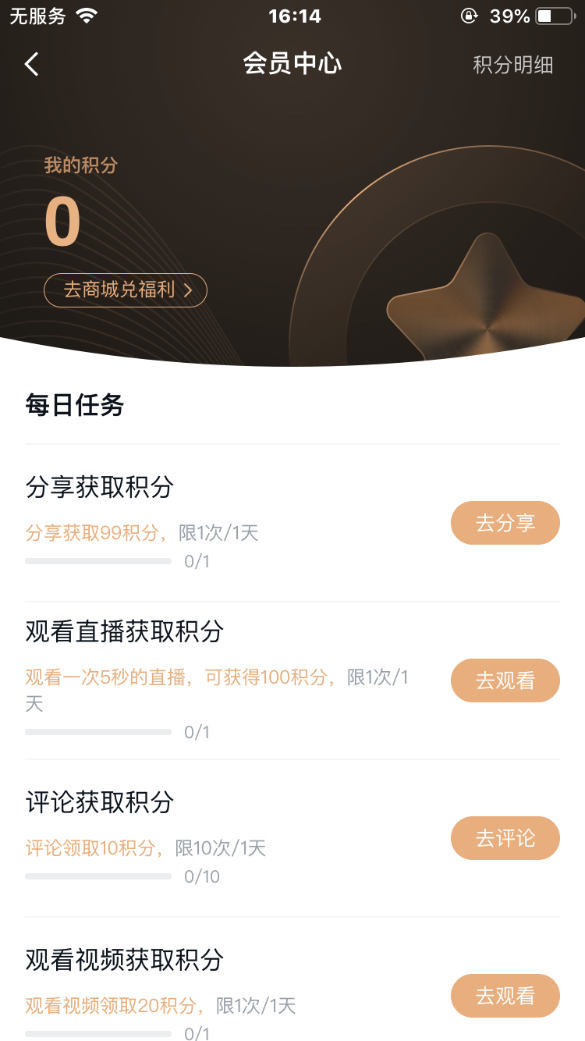 无服务 16:14 39%
会员中心 积分明细
我的积分
0
去商城兑福利
每日任务
分享获取积分
分享获取99积分，限1次/1天
0/1
去分享
观看直播获取积分
观看一次5秒的直播，可获得100积分，限1次/1
天
0/1
去观看
评论获取积分
评论领取10积分，限10次/1天
0/10
去评论
观看视频获取积分
观看视频领取20积分，限1次/1天
0/1
去观看